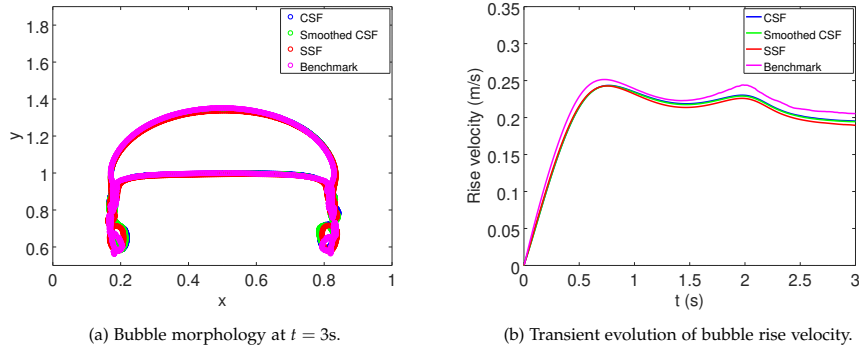 CSF
Smoothed CSF
SSF
Benchmark
1.8
1.6
1.4
1.2
1
0.8
0.6
y
0
0.2
0.4
0.6
0.8
1
x
(a) Bubble morphology at t = 3s.
CSF
Smoothed CSF
SSF
Benchmark
0.35
0.3
0.25
0.2
0.15
0.1
0.05
0
Rise velocity (m/s)
0
0.5
1
1.5
2
2.5
3
t (s)
(b) Transient evolution of bubble rise velocity.